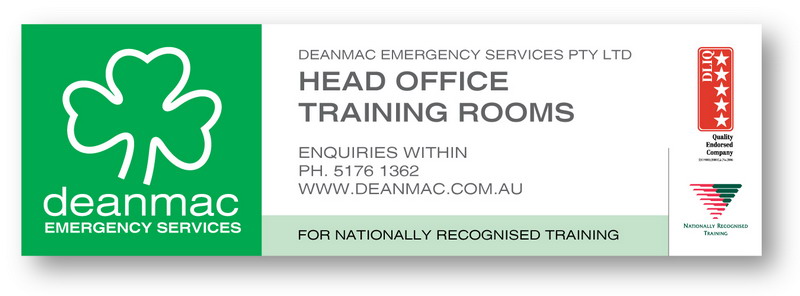 deanmac
EMERGENCY SERVICES
DEANMAC EMERGENCY SERVICES PTY LTD
HEAD OFFICE
TRAINING ROOMS
ENQUIRIES WITHIN
PH. 5176 1362
WWW.DEANMAC.COM.AU
FOR NATIONALLY RECOGNISED TRAINING
DLIQ
Quality
Endorsed
Company
NATIONALLY RECOGNISED
TRAINING